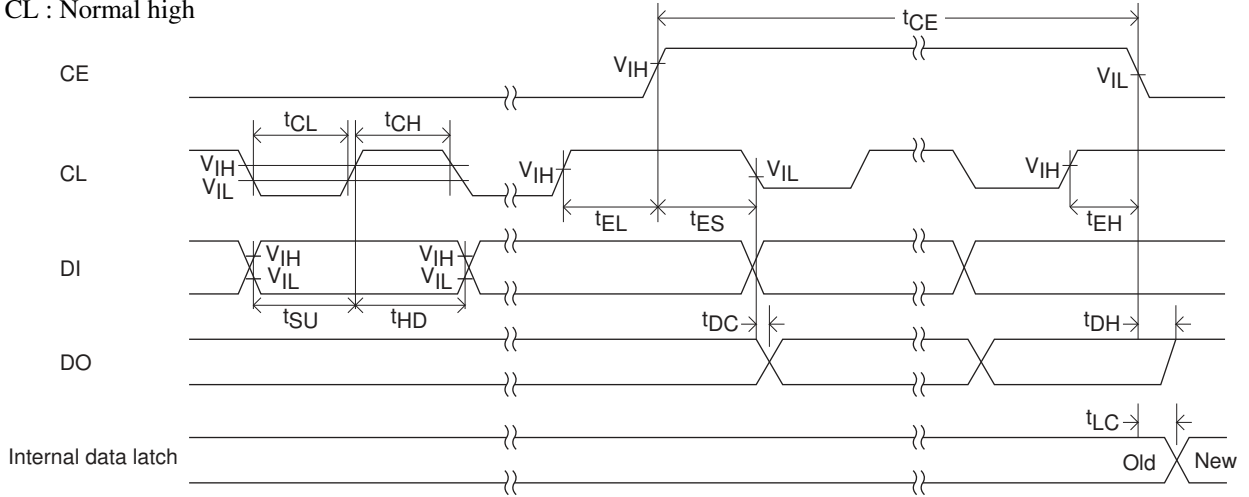 CL : Normal high
tCE
CE
VIH
VIL
tCL
tCH
CL
VIH
VIL
VIH
VIL
VIH
tEL
tES
tEH
DI
VIH
VIL
VIH
VIL
tSU
tHD
tDC
tDH
DO
tLC
Internal data latch
Old
New